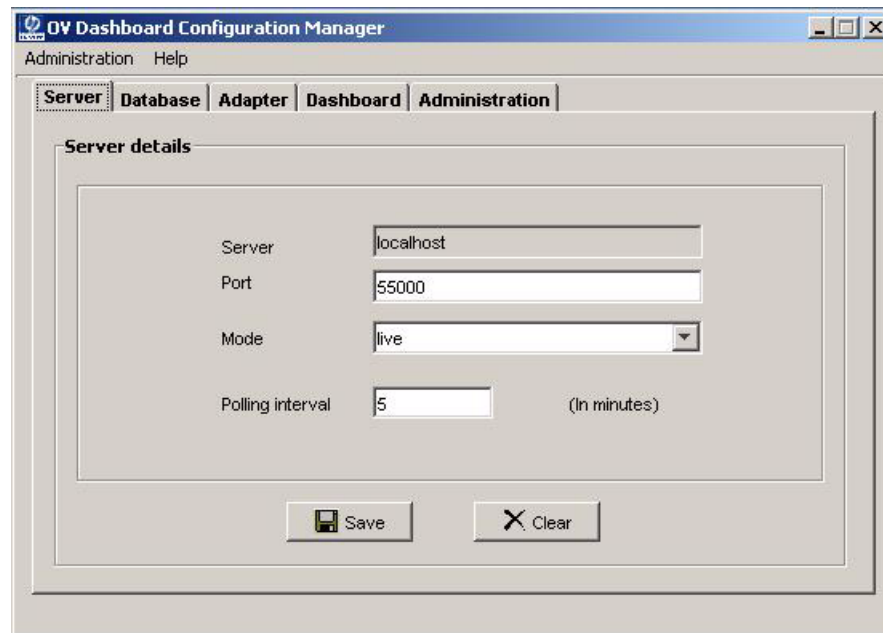 OV Dashboard Configuration Manager
Administration Help
Server Database Adapter Dashboard Administration
Server details
Server localhost
Port 55000
Mode live
Polling interval 5 (In minutes)
Save Clear